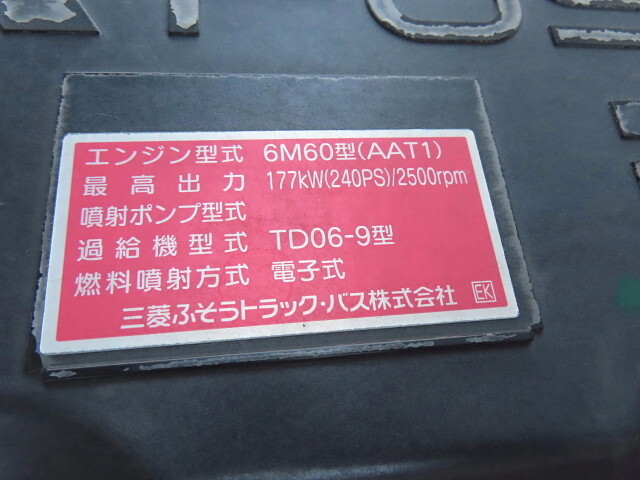 エンジン型式 6M60型(AAT1)
最高出力 177kW(240PS)/2500rpm
噴射ポンプ型式
過給機型式 TD06-9型
燃料噴射方式 電子式
三菱ふそうトラック・バス株式会社 EK